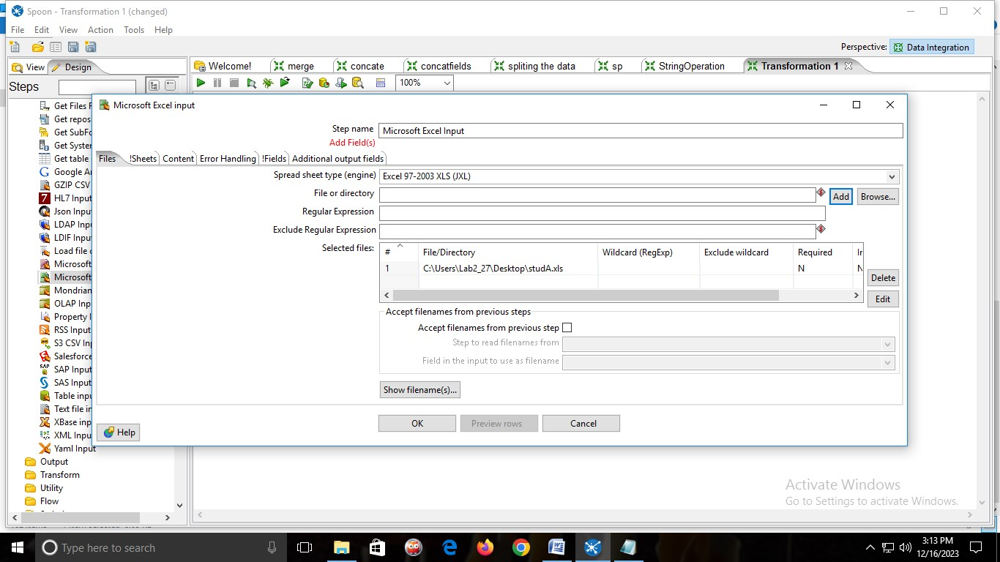 Spoon - Transformation 1 (changed)
File Edit View Action Tools Help
Perspective: Data Integration
View Design
Welcome! merge concate concatfields spliting the data sp StringOperation Transformation 1
Steps
100%
Get Files
Get repos
Get SubFo
Get System
Get table
Google An
GZIP CSV
HL7 Input
Json Input
LDAP Inp
LDIF Input
Load file
Microsoft
Microsoft
Mondrian
OLAP Inp
Property I
RSS Input
S3 CSV Inp
Salesforce
SAP Input
SAS Input
Table inpu
Text file in
XBase inp
XML Inpu
Yaml Input
Output
Transform
Utility
Flow
Microsoft Excel input
Step name Microsoft Excel Input
Add Field(s)
Files !Sheets Content Error Handling !Fields Additional output fields
Spread sheet type (engine) Excel 97-2003 XLS (JXL)
File or directory Add Browse...
Regular Expression
Exclude Regular Expression
Selected files:
# File/Directory Wildcard (RegExp) Exclude wildcard Required In
1 C:\Users\Lab2_27\Desktop\studA.xls N N
Delete
Edit
Accept filenames from previous steps
Accept filenames from previous step
Step to read filenames from
Field in the input to use as filename
Show filename(s)...
OK Preview rows Cancel
Help
Activate Windows
Go to Settings to activate Windows.
Type here to search
3:13 PM
12/16/2023